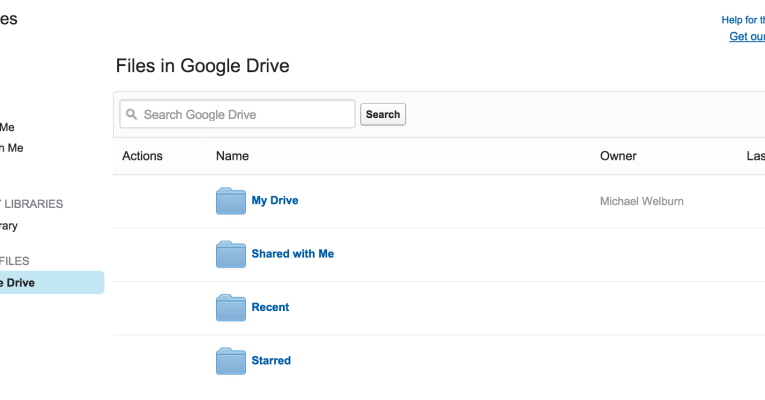 es
Help for th
Get our
Files in Google Drive
Search Google Drive
Search
Me
h Me
Actions Name Owner Las
My Drive Michael Welburn
Y LIBRARIES
rary
Shared with Me
FILES
e Drive
Recent
Starred